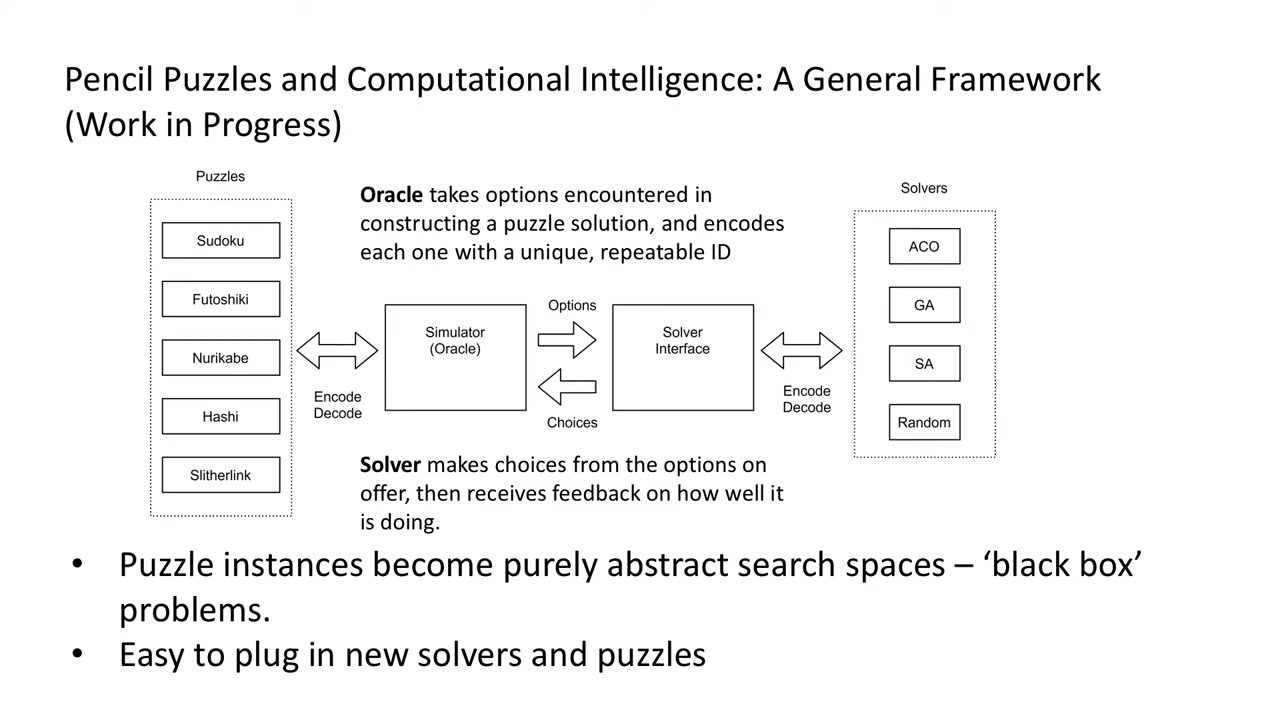 Pencil Puzzles and Computational Intelligence: A General Framework
(Work in Progress)
Puzzles
Sudoku
Futoshiki
Nurikabe
Hashi
Slitherlink
Encode
Decode
Oracle takes options encountered in
constructing a puzzle solution, and encodes
each one with a unique, repeatable ID
Simulator
(Oracle)
Options
Choices
Solver
Interface
Encode
Decode
Solvers
ACO
GA
SA
Random
Solver makes choices from the options on
offer, then receives feedback on how well it
is doing.
• Puzzle instances become purely abstract search spaces – ‘black box’
problems.
• Easy to plug in new solvers and puzzles